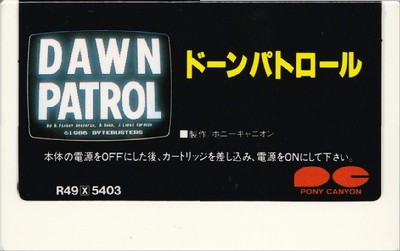 DAWN
PATROL
©1986 BYTEBUSTERS
ドーンパトロール
■製作/ポニーキャニオン
本体の電源をOFFにした後、カートリッジを差し込み、電源をONにして下さい。
R49 X 5403
PC
PONY CANYON